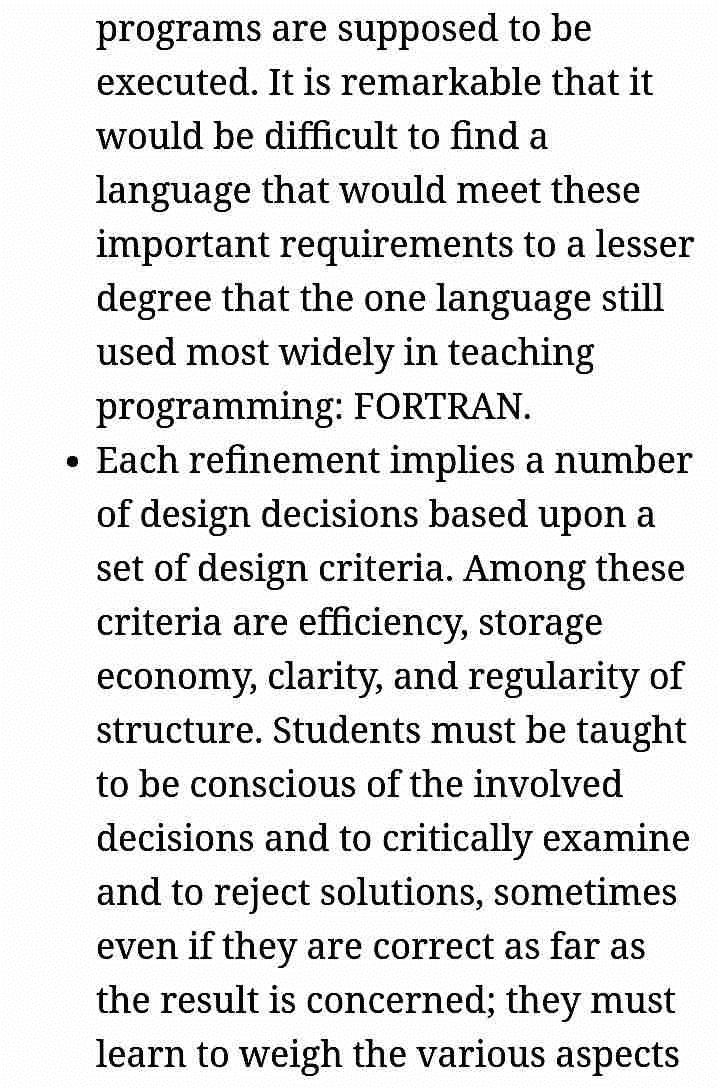 programs are supposed to be
executed. It is remarkable that it
would be difficult to find a
language that would meet these
important requirements to a lesser
degree that the one language still
used most widely in teaching
programming: FORTRAN.
• Each refinement implies a number
of design decisions based upon a
set of design criteria. Among these
criteria are efficiency, storage
economy, clarity, and regularity of
structure. Students must be taught
to be conscious of the involved
decisions and to critically examine
and to reject solutions, sometimes
even if they are correct as far as
the result is concerned; they must
learn to weigh the various aspects